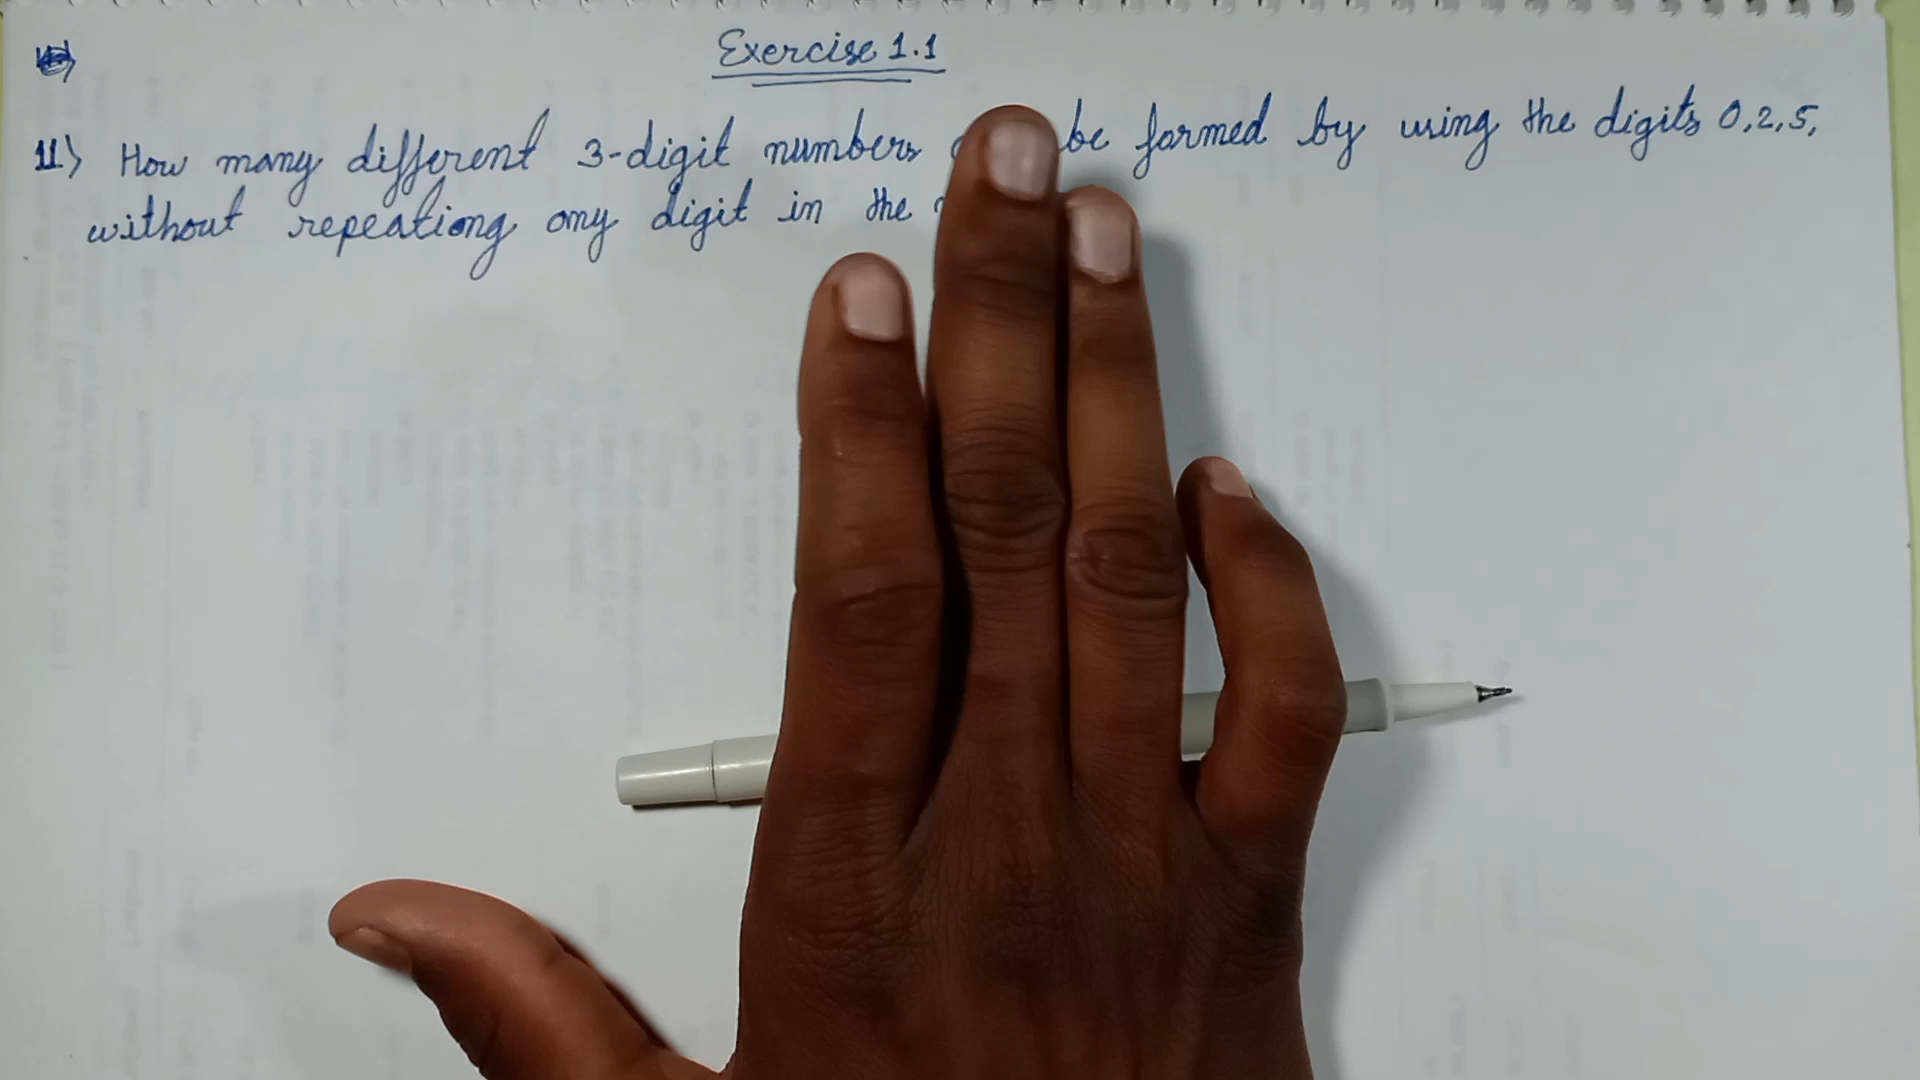 Exercise 1.1
11) How many different 3-digit numbers be formed by using the digits 0,2,5,
without repeationg any digit in the